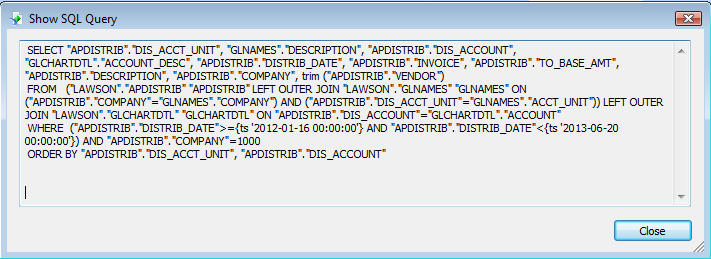 Show SQL Query
SELECT "APDISTRIB"."DIS_ACCT_UNIT", "GLNAMES"."DESCRIPTION", "APDISTRIB"."DIS_ACCOUNT",
"GLCHARTDTL"."ACCOUNT_DESC", "APDISTRIB"."DISTRIB_DATE", "APDISTRIB"."INVOICE", "APDISTRIB"."TO_BASE_AMT",
"APDISTRIB"."DESCRIPTION", "APDISTRIB"."COMPANY", trim ("APDISTRIB"."VENDOR")
FROM   ("LAWSON"."APDISTRIB" "APDISTRIB" LEFT OUTER JOIN "LAWSON"."GLNAMES" "GLNAMES" ON
("APDISTRIB"."COMPANY"="GLNAMES"."COMPANY") AND ("APDISTRIB"."DIS_ACCT_UNIT"="GLNAMES"."ACCT_UNIT")) LEFT OUTER
JOIN "LAWSON"."GLCHARTDTL" "GLCHARTDTL" ON "APDISTRIB"."DIS_ACCOUNT"="GLCHARTDTL"."ACCOUNT"
WHERE  ("APDISTRIB"."DISTRIB_DATE">={ts '2012-01-16 00:00:00'} AND "APDISTRIB"."DISTRIB_DATE"<{ts '2013-06-20
00:00:00'}) AND "APDISTRIB"."COMPANY"=1000
ORDER BY "APDISTRIB"."DIS_ACCT_UNIT", "APDISTRIB"."DIS_ACCOUNT"
Close